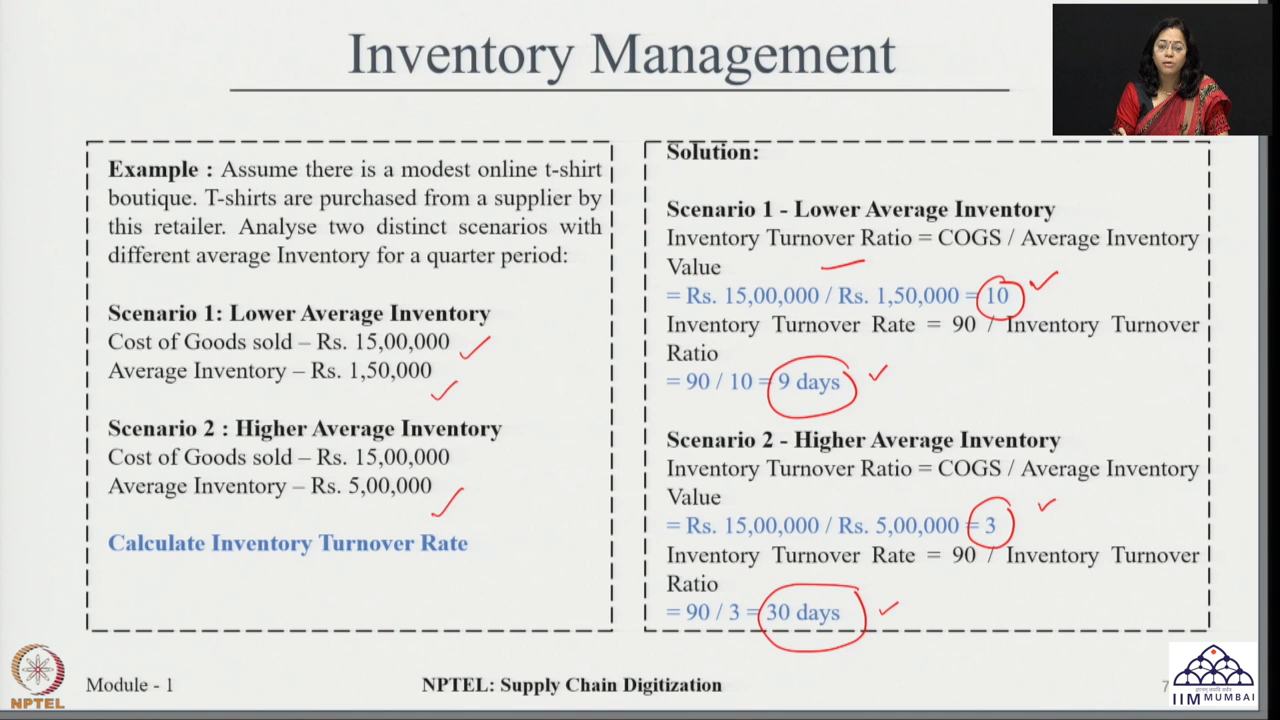 Inventory Management
Example : Assume there is a modest online t-shirt
boutique. T-shirts are purchased from a supplier by
this retailer. Analyse two distinct scenarios with
different average Inventory for a quarter period:
Scenario 1: Lower Average Inventory
Cost of Goods sold – Rs. 15,00,000
Average Inventory – Rs. 1,50,000
Scenario 2 : Higher Average Inventory
Cost of Goods sold – Rs. 15,00,000
Average Inventory – Rs. 5,00,000
Calculate Inventory Turnover Rate
Solution:
Scenario 1 - Lower Average Inventory
Inventory Turnover Ratio = COGS / Average Inventory
Value
= Rs. 15,00,000 / Rs. 1,50,000 = 10
Inventory Turnover Rate = 90 / Inventory Turnover
Ratio
= 90 / 10 = 9 days
Scenario 2 - Higher Average Inventory
Inventory Turnover Ratio = COGS / Average Inventory
Value
= Rs. 15,00,000 / Rs. 5,00,000 = 3
Inventory Turnover Rate = 90 / Inventory Turnover
Ratio
= 90 / 3 = 30 days
NPTEL
Module - 1
NPTEL: Supply Chain Digitization
7
IIM MUMBAI